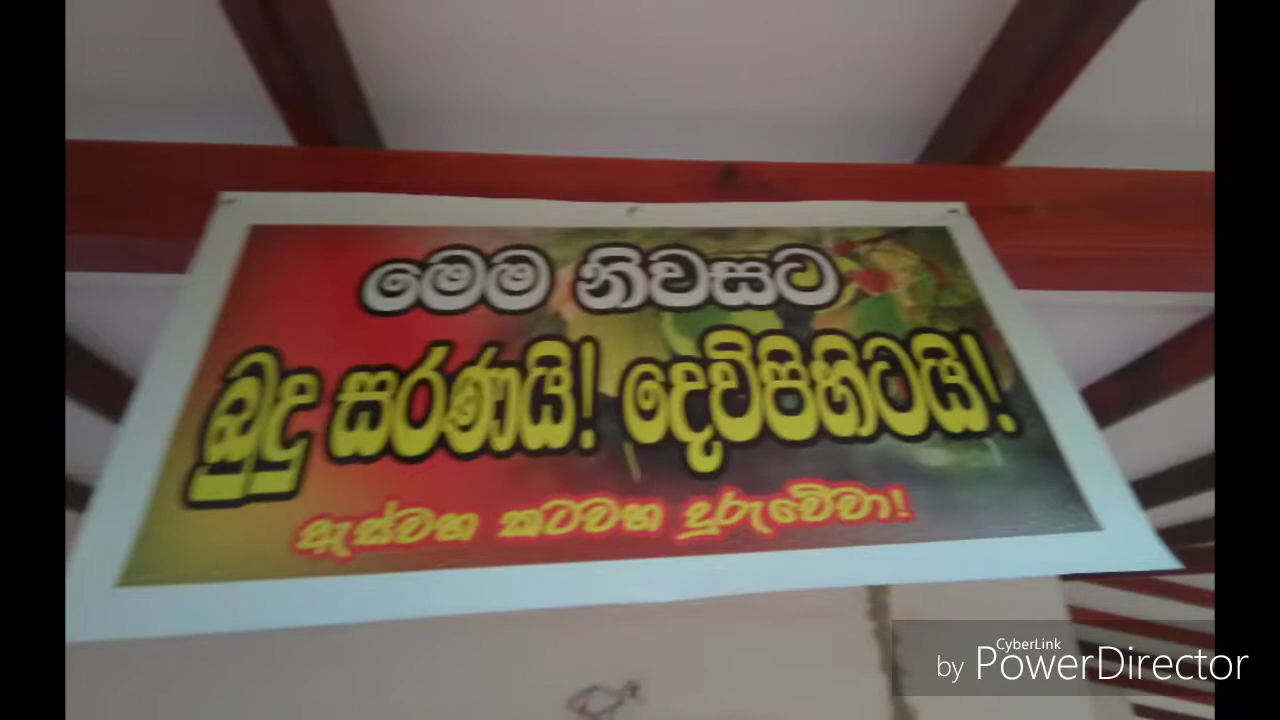 මෙම නිවසට
බුදු සරණයි! දෙවිපිහිටයි!
ඇස්වහ කටවහ දුරුවේවා!
CyberLink
by PowerDirector